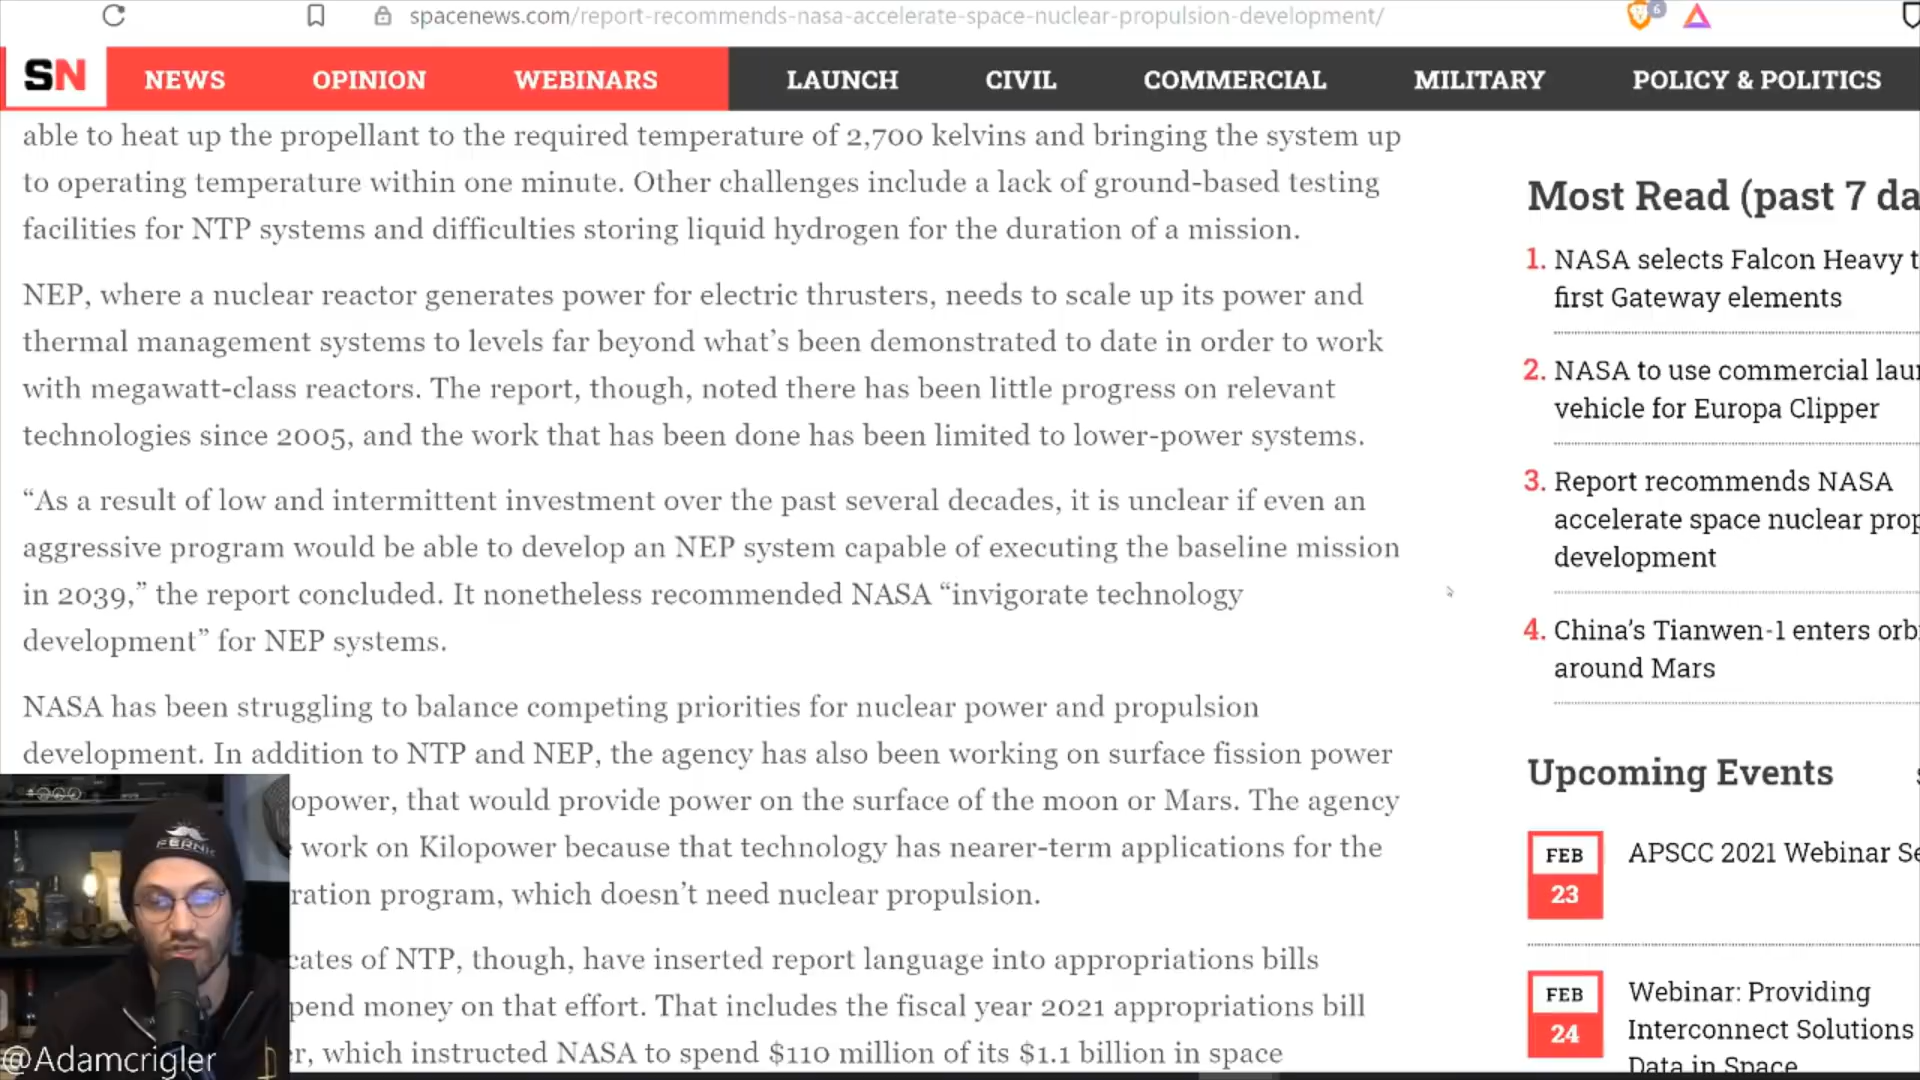 spacenews.com/report-recommends-nasa-accelerate-space-nuclear-propulsion-development/
6
SN
NEWS
OPINION
WEBINARS
LAUNCH
CIVIL
COMMERCIAL
MILITARY
POLICY & POLITICS
able to heat up the propellant to the required temperature of 2,700 kelvins and bringing the system up
to operating temperature within one minute. Other challenges include a lack of ground-based testing
facilities for NTP systems and difficulties storing liquid hydrogen for the duration of a mission.
NEP, where a nuclear reactor generates power for electric thrusters, needs to scale up its power and
thermal management systems to levels far beyond what’s been demonstrated to date in order to work
with megawatt-class reactors. The report, though, noted there has been little progress on relevant
technologies since 2005, and the work that has been done has been limited to lower-power systems.
“As a result of low and intermittent investment over the past several decades, it is unclear if even an
aggressive program would be able to develop an NEP system capable of executing the baseline mission
in 2039,” the report concluded. It nonetheless recommended NASA “invigorate technology
development” for NEP systems.
NASA has been struggling to balance competing priorities for nuclear power and propulsion
development. In addition to NTP and NEP, the agency has also been working on surface fission power
opower, that would provide power on the surface of the moon or Mars. The agency
work on Kilopower because that technology has nearer-term applications for the
ration program, which doesn’t need nuclear propulsion.
cates of NTP, though, have inserted report language into appropriations bills
pend money on that effort. That includes the fiscal year 2021 appropriations bill
r, which instructed NASA to spend $110 million of its $1.1 billion in space
Most Read (past 7 da
1. NASA selects Falcon Heavy t
first Gateway elements
2. NASA to use commercial lau
vehicle for Europa Clipper
3. Report recommends NASA
accelerate space nuclear prop
development
4. China’s Tianwen-1 enters orb
around Mars
Upcoming Events
FEB
23
APSCC 2021 Webinar Se
FEB
24
Webinar: Providing
Interconnect Solutions
Data in Space
FERNI
@Adamcrigler